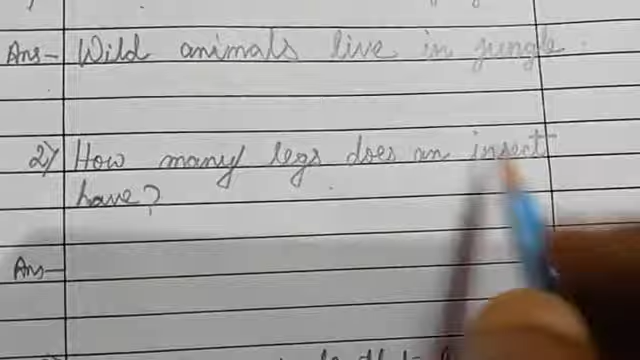 Ans- Wild animals live in jungle.
2) How many legs does an insect
have?
Ans-